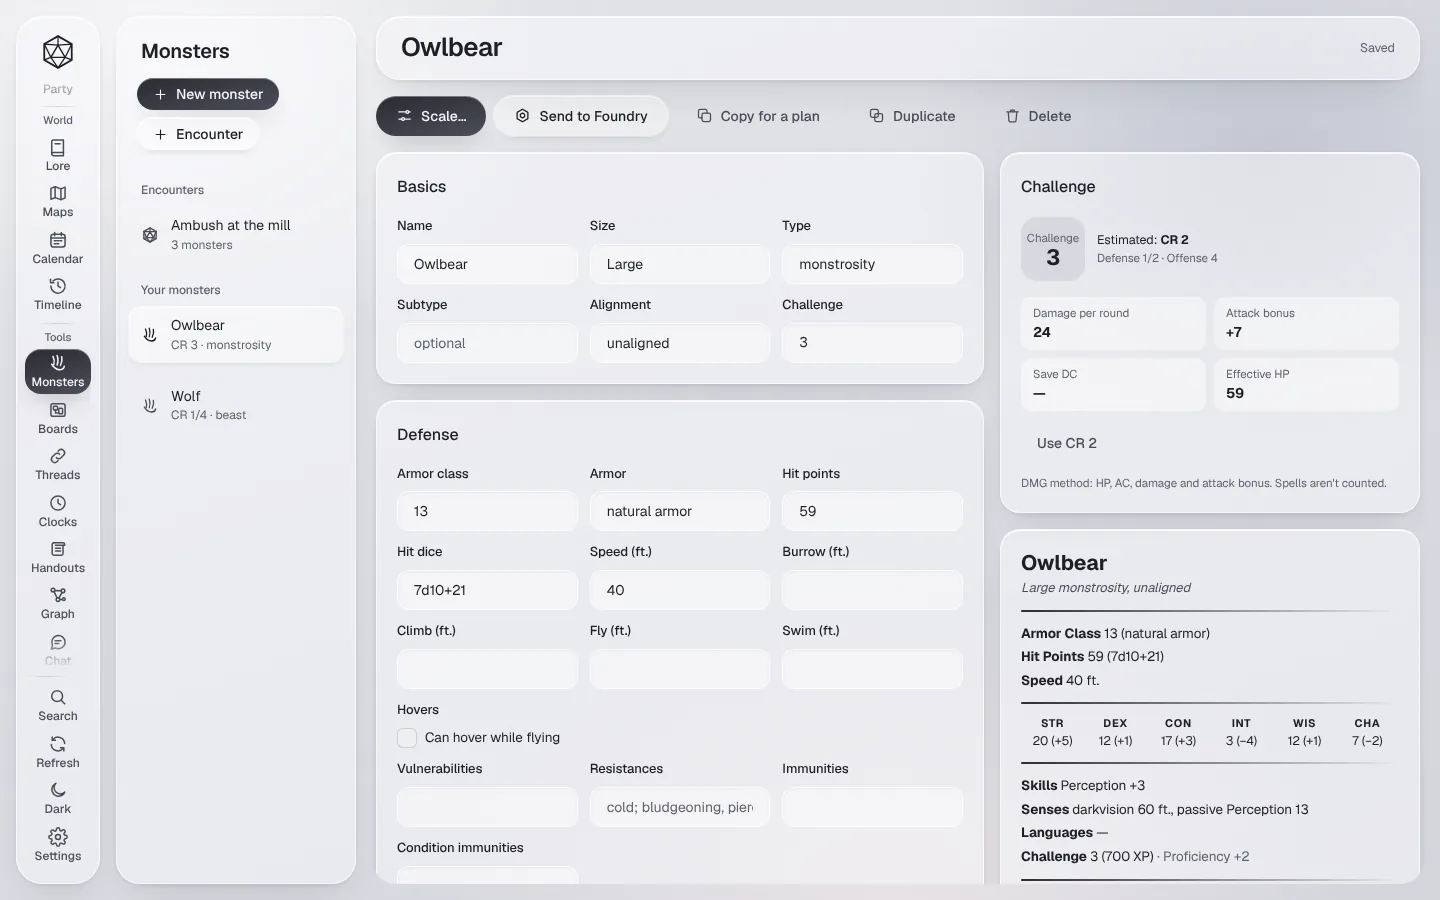 Party
World
Lore
Maps
Calendar
Timeline
Tools
Monsters
Boards
Threads
Clocks
Handouts
Graph
Chat
Search
Refresh
Dark
Settings
Monsters
+ New monster
+ Encounter
Encounters
Ambush at the mill
3 monsters
Your monsters
Owlbear
CR 3 · monstrosity
Wolf
CR 1/4 · beast
Owlbear
Saved
Scale… Send to Foundry Copy for a plan Duplicate Delete
Basics
Name Size Type
Owlbear Large monstrosity
Subtype Alignment Challenge
optional unaligned 3
Defense
Armor class Armor Hit points
13 natural armor 59
Hit dice Speed (ft.) Burrow (ft.)
7d10+21 40
Climb (ft.) Fly (ft.) Swim (ft.)
Hovers
Can hover while flying
Vulnerabilities Resistances Immunities
cold; bludgeoning, pierc
Condition immunities
Challenge
Challenge
3
Estimated: CR 2
Defense 1/2 · Offense 4
Damage per round
24
Attack bonus
+7
Save DC
—
Effective HP
59
Use CR 2
DMG method: HP, AC, damage and attack bonus. Spells aren't counted.
Owlbear
Large monstrosity, unaligned
Armor Class 13 (natural armor)
Hit Points 59 (7d10+21)
Speed 40 ft.
STR DEX CON INT WIS CHA
20 (+5) 12 (+1) 17 (+3) 3 (−4) 12 (+1) 7 (−2)
Skills Perception +3
Senses darkvision 60 ft., passive Perception 13
Languages —
Challenge 3 (700 XP) · Proficiency +2